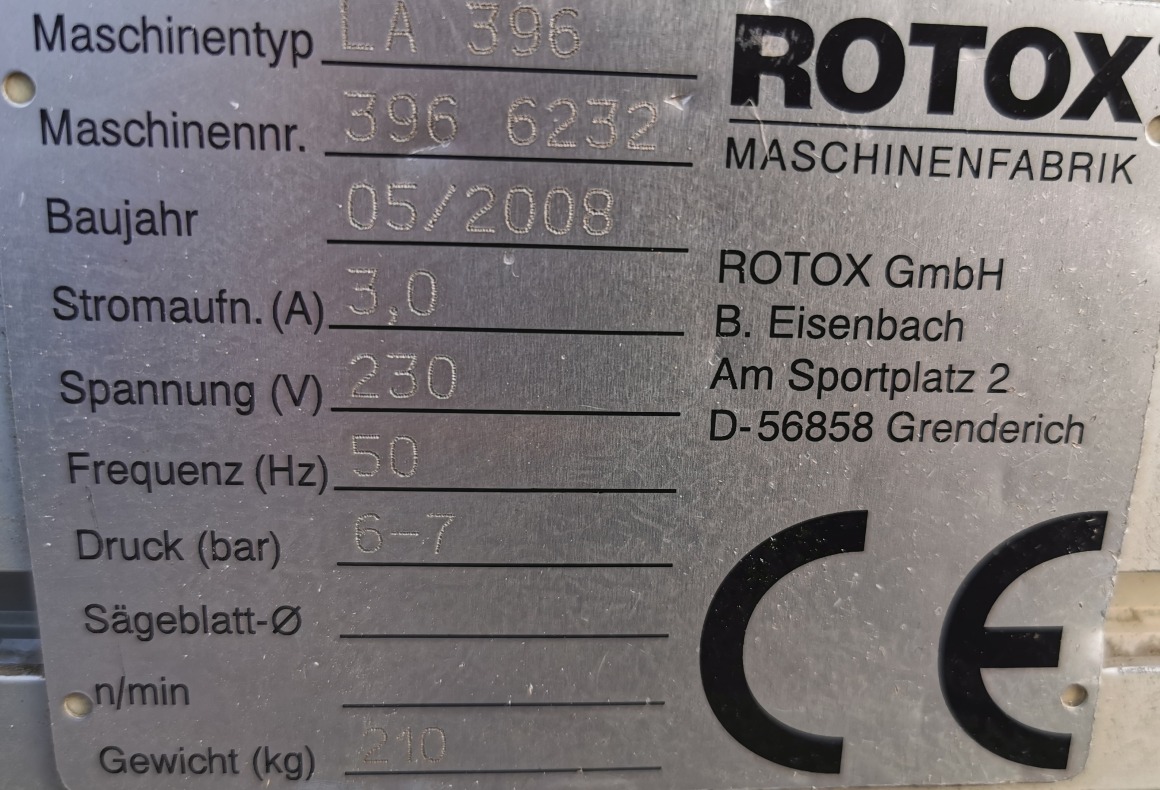 Maschinentyp LA 396
Maschinennr. 396 6232
Baujahr 05/2008
Stromaufn. (A) 3,0
Spannung (V) 230
Frequenz (Hz) 50
Druck (bar) 6-7
Sägeblatt-Ø
n/min
Gewicht (kg) 210
ROTOX
MASCHINENFABRIK
ROTOX GmbH
B. Eisenbach
Am Sportplatz 2
D-56858 Grenderich
CE